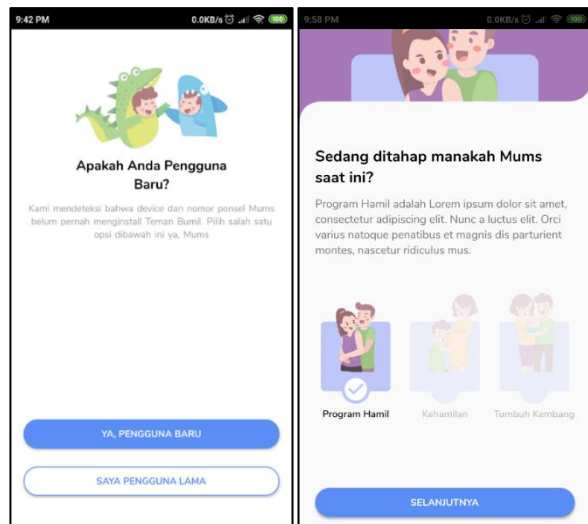 9:42 PM
0.0KB/s
100
Apakah Anda Pengguna
Baru?
Kami mendeteksi bahwa device dan nomor ponsel Mums
belum pernah menginstall Teman Bumil. Pilih salah satu
opsi dibawah ini ya, Mums
YA, PENGGUNA BARU
SAYA PENGGUNA LAMA
9:58 PM
0.0KB/s
100
Sedang ditahap manakah Mums
saat ini?
Program Hamil adalah Lorem ipsum dolor sit amet,
consectetur adipiscing elit. Nunc a luctus elit. Orci
varius natoque penatibus et magnis dis parturient
montes, nascetur ridiculus mus.
Program Hamil
Kehamilan
Tumbuh Kembang
SELANJUTNYA